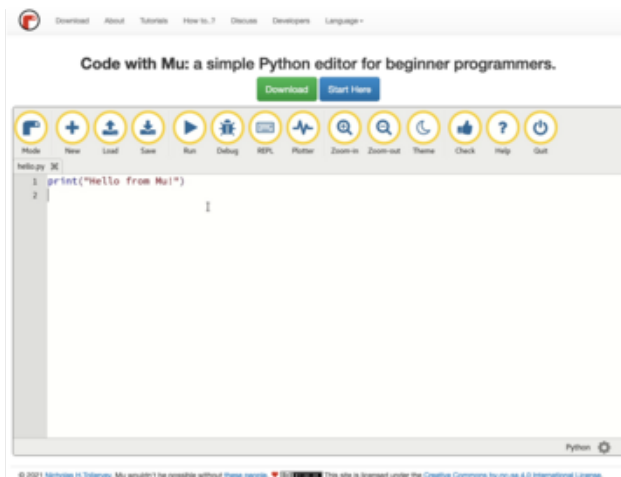 Download About Tutorials How to..? Discuss Developers Language
Code with Mu: a simple Python editor for beginner programmers.
Download Start Here
Mode New Load Save Run Debug REPL Plotter Zoom-in Zoom-out Theme Check Help Quit
hello.py
1 print("Hello from Mu!")
2
Python
© 2021 Nicholas H.Tollervey. Mu wouldn't be possible without these people. This site is licensed under the Creative Commons by-nc-sa 4.0 International License.